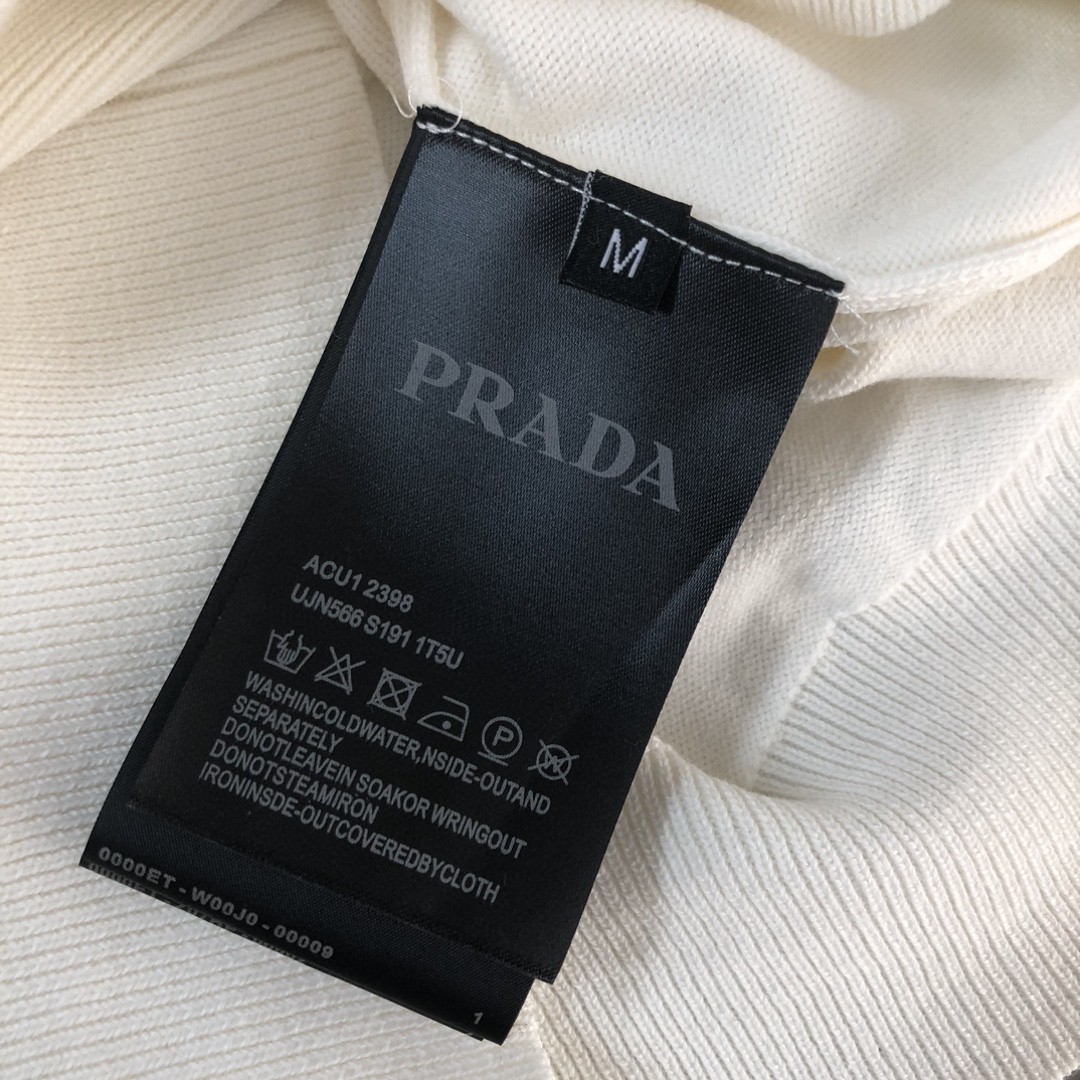 M
PRADA
ACU1 2398
UJN566 S191 1T5U
P
W
WASHINCOLDWATER,NSIDE-OUTAND
SEPARATELY
DONOTLEAVEIN SOAKOR WRINGOUT
DONOTSTEAMIRON
IRONINSDE-OUTCOVEREDBYCLOTH
0000ET-W00J0-00009
1